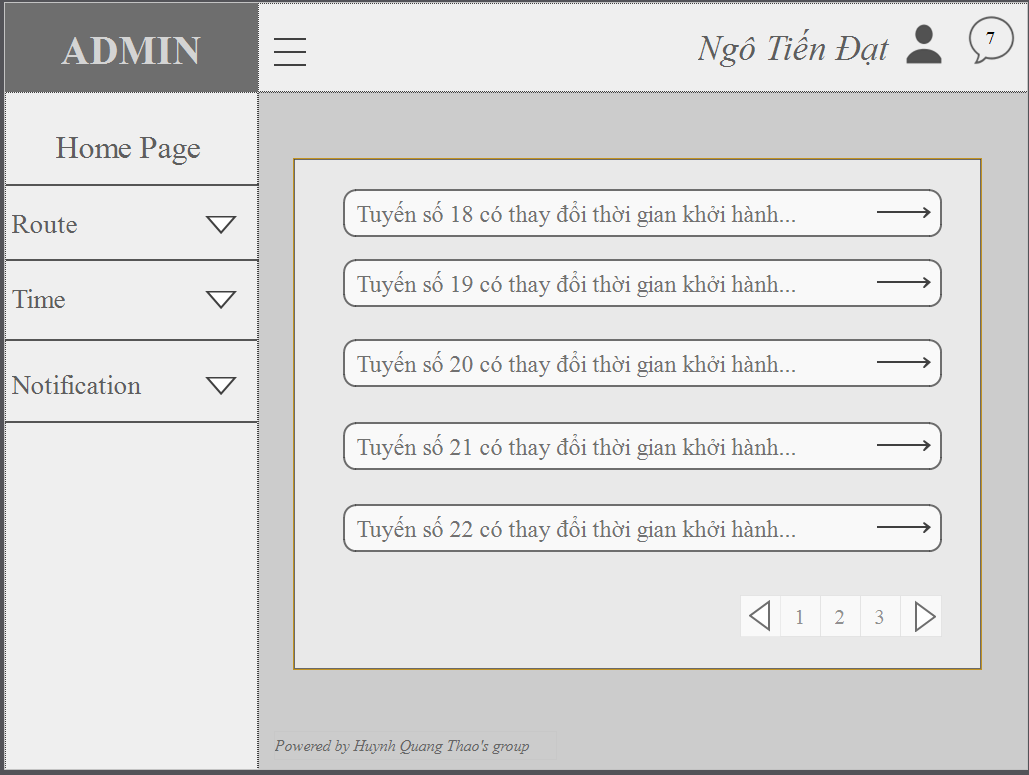 ADMIN
Ngô Tiến Đạt
7
Home Page
Route
Time
Notification
Tuyến số 18 có thay đổi thời gian khởi hành...
Tuyến số 19 có thay đổi thời gian khởi hành...
Tuyến số 20 có thay đổi thời gian khởi hành...
Tuyến số 21 có thay đổi thời gian khởi hành...
Tuyến số 22 có thay đổi thời gian khởi hành...
1 2 3
Powered by Huynh Quang Thao's group